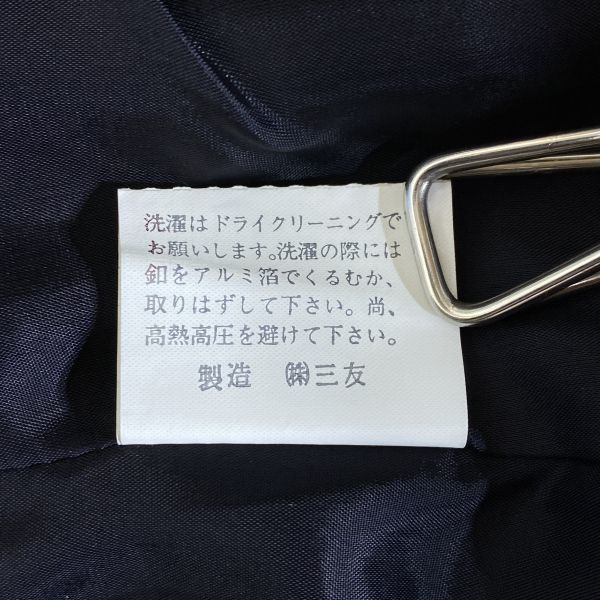 洗濯はドライクリーニングで
お願いします。洗濯の際には
釦をアルミ箔でくるむか、
取りはずして下さい。尚、
高熱高圧を避けて下さい。
製造 ㈱三友